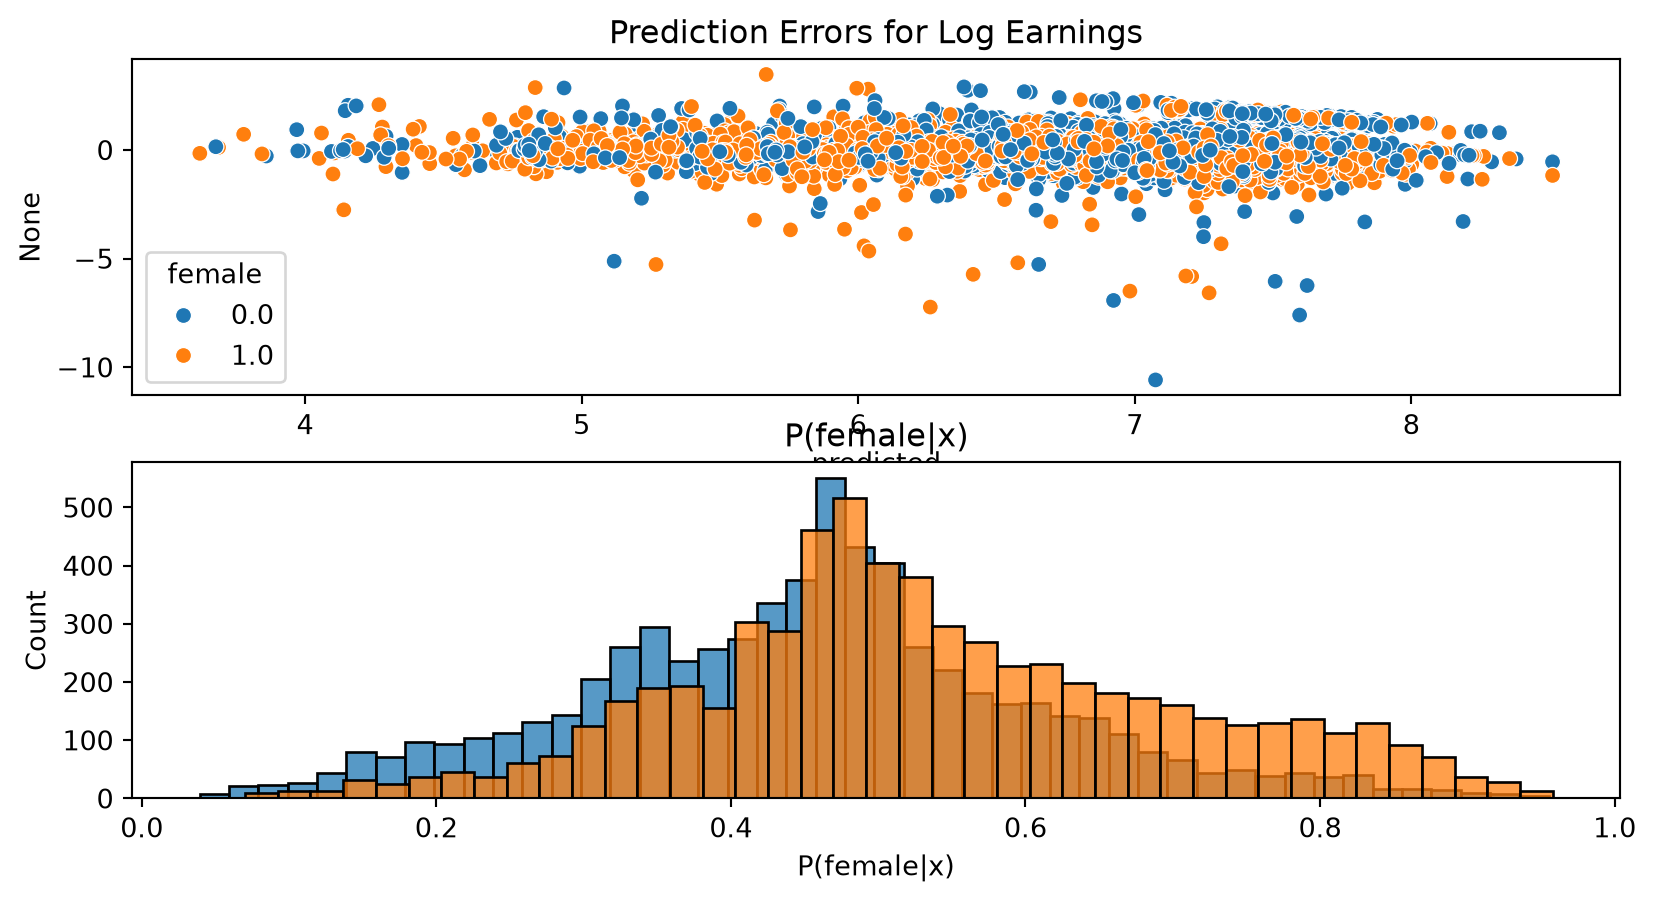 Prediction Errors for Log Earnings
None
0
−5
−10
female
0.0
1.0
4 5 6 7 8
predicted
P(female|x)
Count
500
400
300
200
100
0
0.0 0.2 0.4 0.6 0.8 1.0
P(female|x)